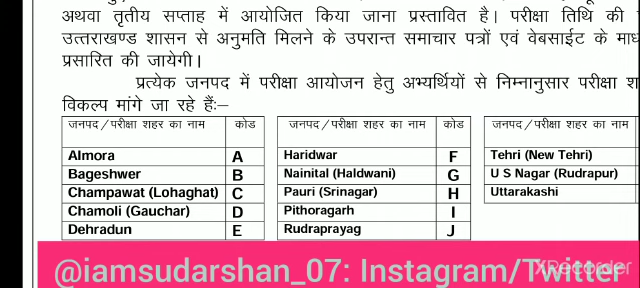 अथवा तृतीय सप्ताह में आयोजित किया जाना प्रस्तावित है। परीक्षा तिथि की
उत्तराखण्ड शासन से अनुमति मिलने के उपरान्त समाचार पत्रों एवं वेबसाईट के
प्रसारित की जायेगी।
प्रत्येक जनपद में परीक्षा आयोजन हेतु अभ्यर्थियों से निम्नानुसार परीक्षा
विकल्प मांगे जा रहे हैं:–
जनपद/परीक्षा शहर का नाम कोड जनपद/परीक्षा शहर का नाम कोड जनपद/परीक्षा शहर का नाम
Almora A Haridwar F Tehri (New Tehri)
Bageshwer B Nainital (Haldwani) G U S Nagar (Rudrapur)
Champawat (Lohaghat) C Pauri (Srinagar) H Uttarakashi
Chamoli (Gauchar) D Pithoragarh I
Dehradun E Rudraprayag J
@iamsudarshan_07: Instagram/Twitter
XRecorder